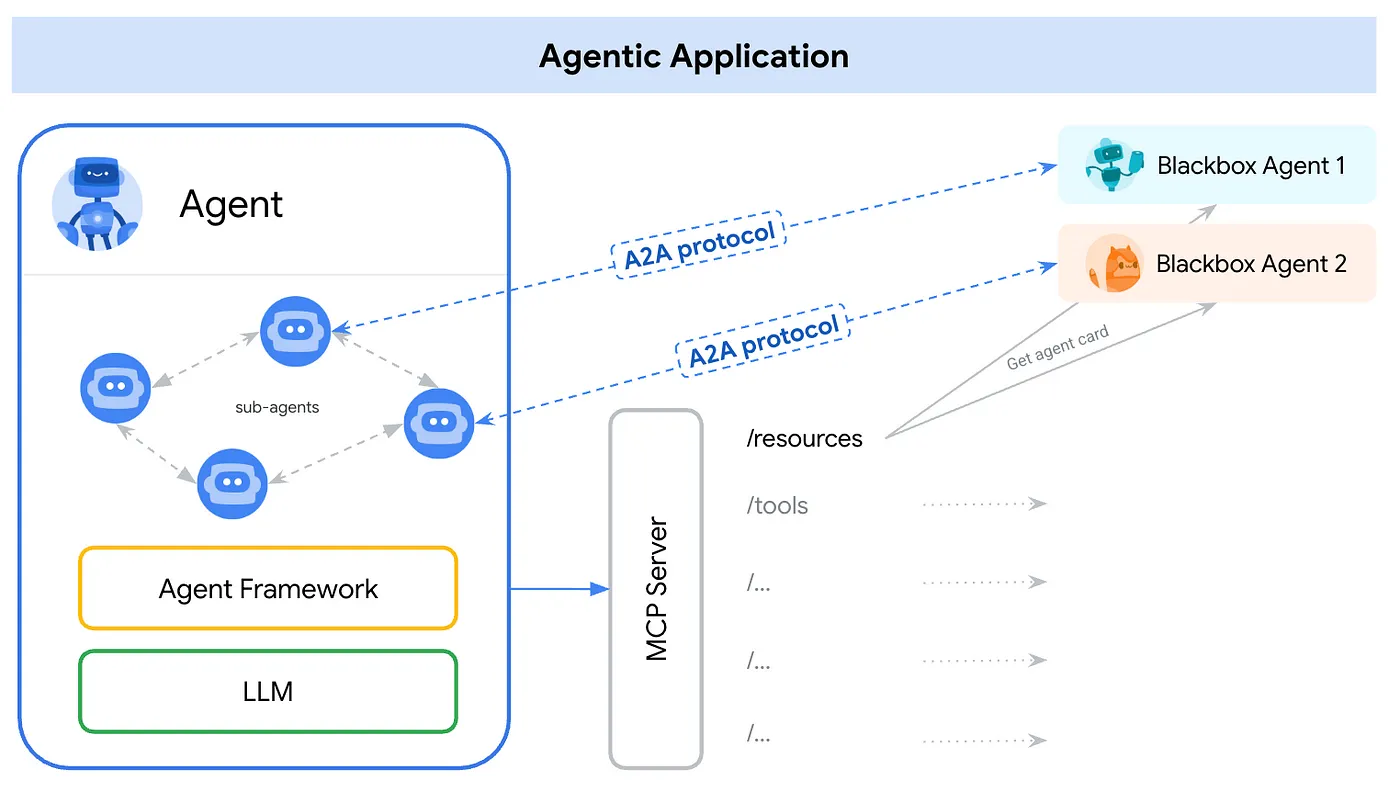 Agentic Application
Agent
Blackbox Agent 1
A2A protocol
Blackbox Agent 2
A2A protocol
Get agent card
sub-agents
/resources
/tools
Agent Framework
MCP Server
/...
/...
LLM
/...